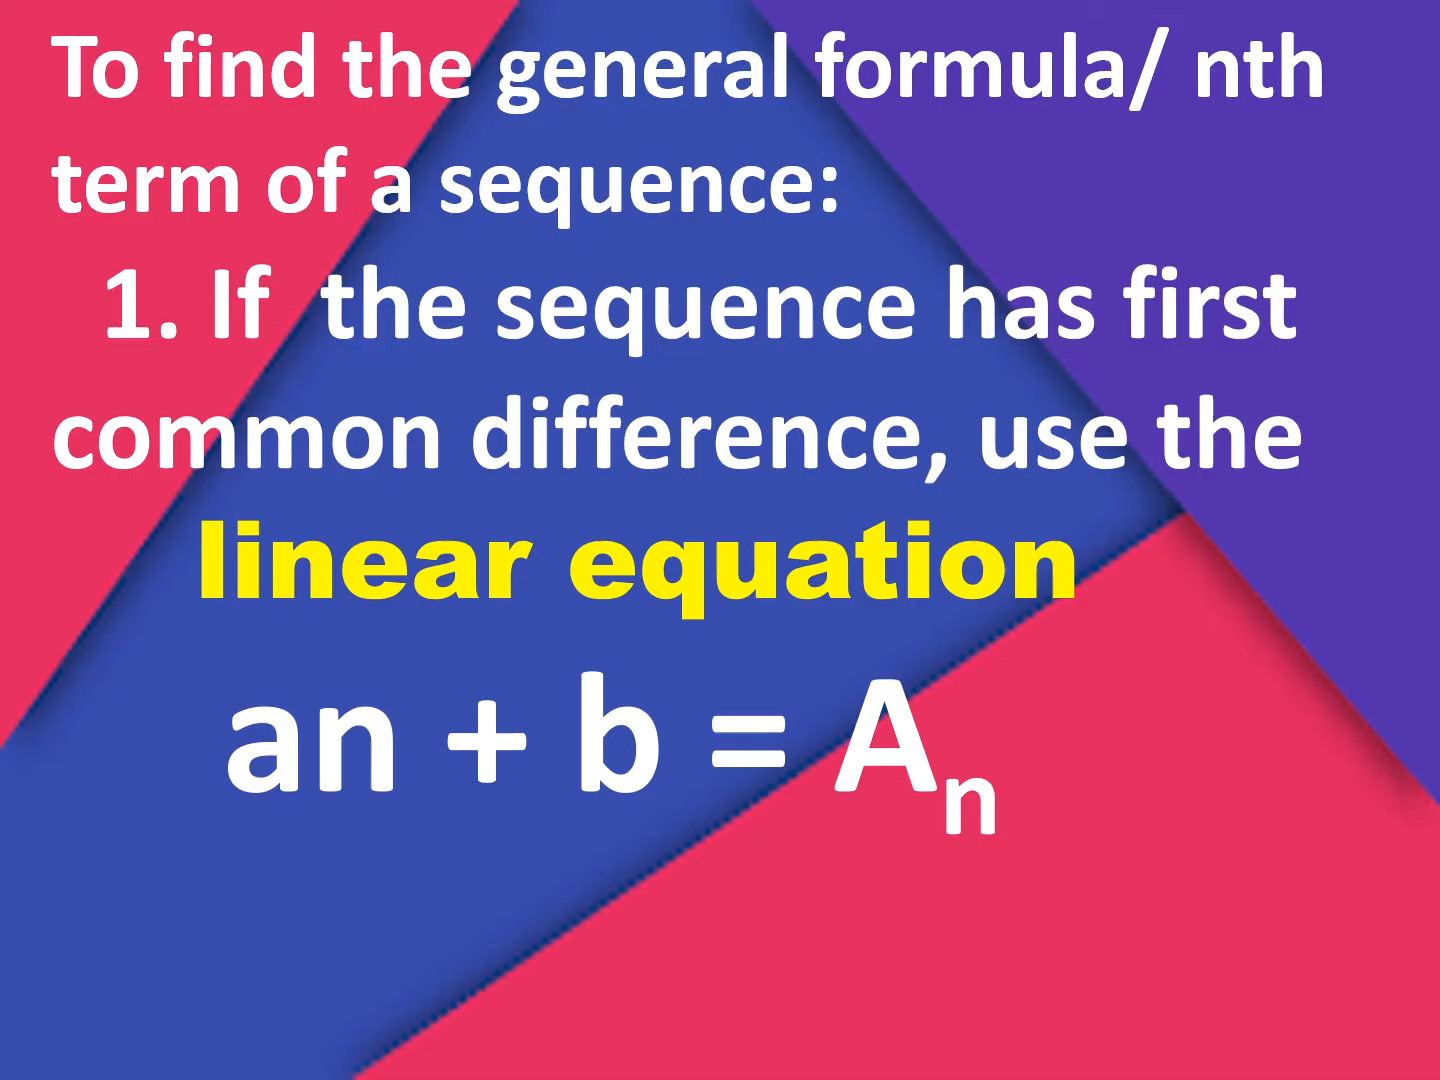 To find the general formula/ nth
term of a sequence:
1. If the sequence has first
common difference, use the
linear equation
an + b = Aₙ